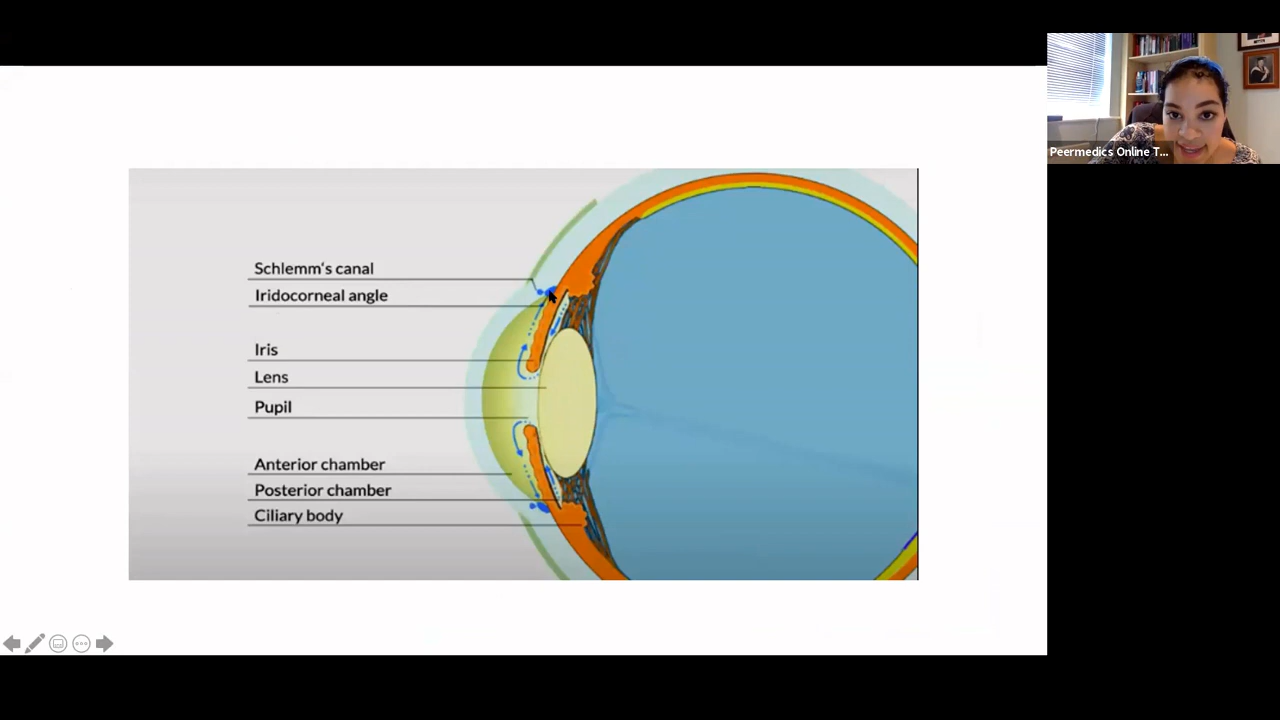 Peermedics Online T...
Schlemm's canal
Iridocorneal angle
Iris
Lens
Pupil
Anterior chamber
Posterior chamber
Ciliary body